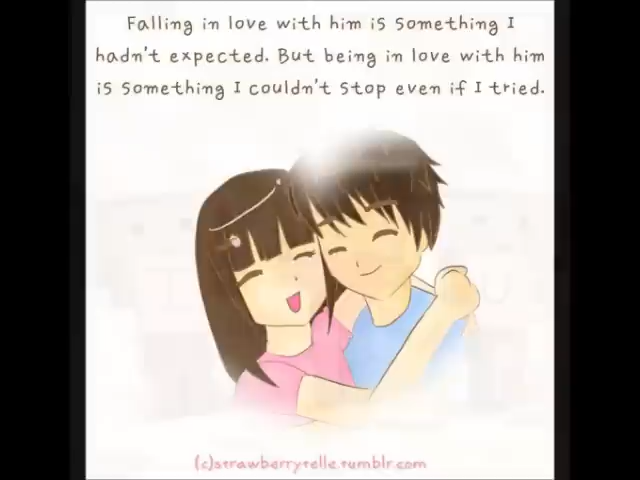 Falling in love with him is something I
hadn't expected. But being in love with him
is something I couldn't stop even if I tried.
(c)strawberryrelle.tumblr.com